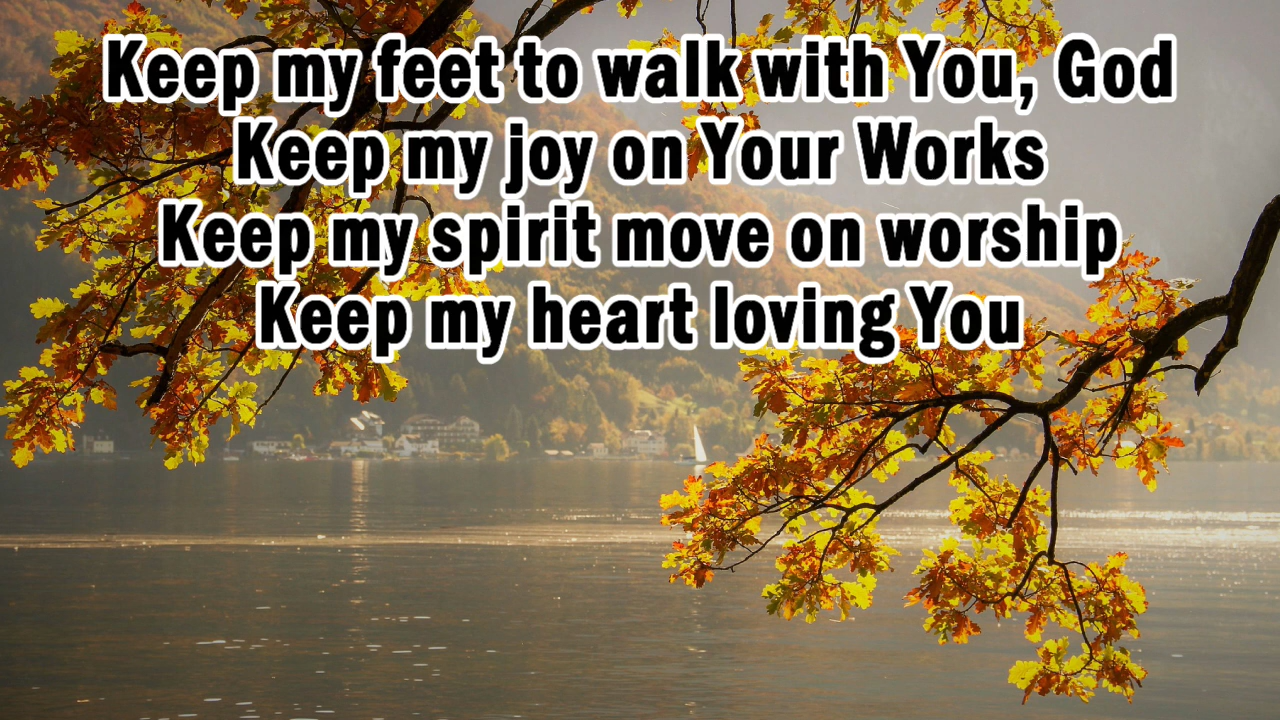 Keep my feet to walk with You, God
Keep my joy on Your Works
Keep my spirit move on worship
Keep my heart loving You